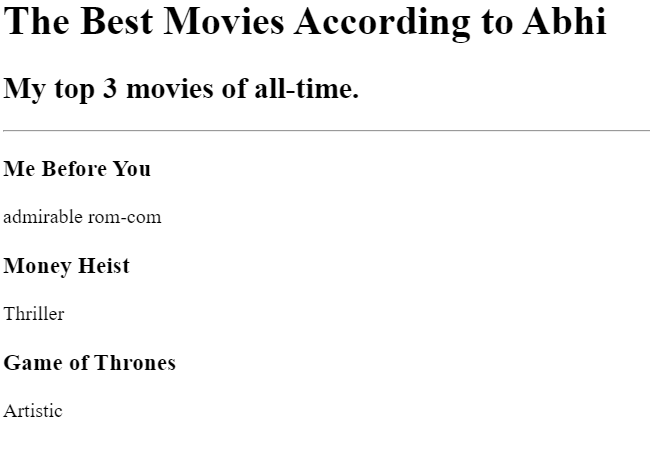 The Best Movies According to Abhi
My top 3 movies of all-time.
Me Before You
admirable rom-com
Money Heist
Thriller
Game of Thrones
Artistic